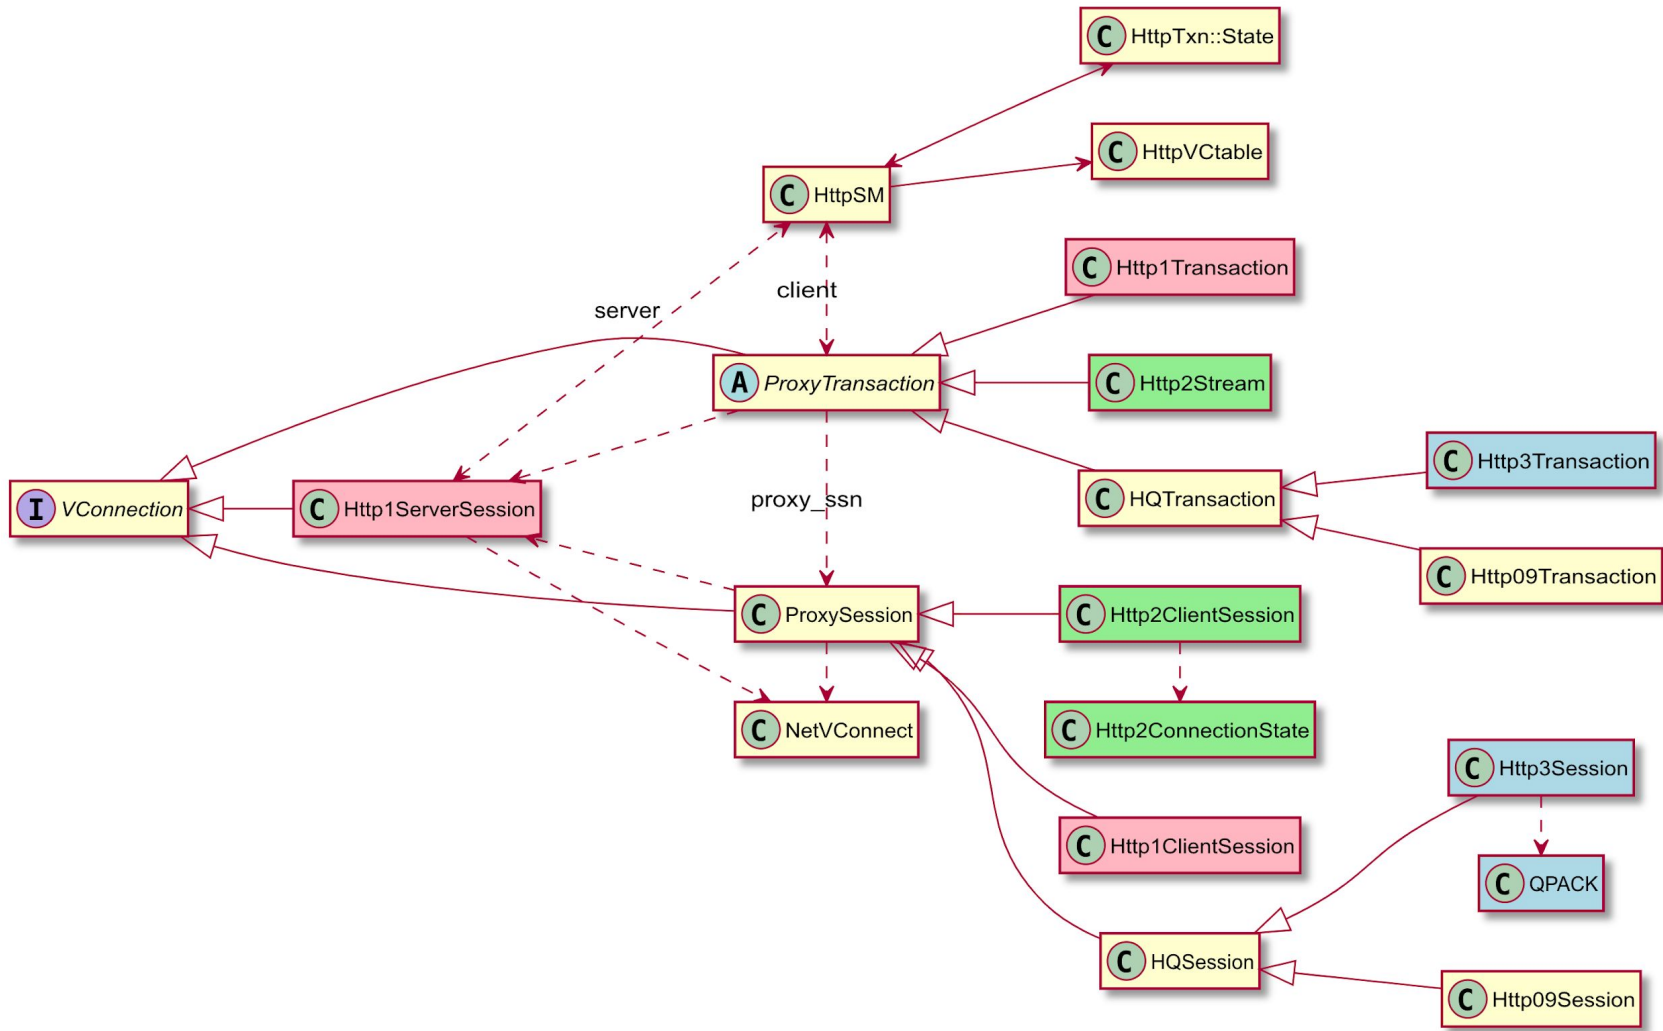 C HttpTxn::State
C HttpVCtable
C HttpSM
C Http1Transaction
client
server
A ProxyTransaction
C Http2Stream
C Http3Transaction
I VConnection
C Http1ServerSession
proxy_ssn
C HQTransaction
C Http09Transaction
C ProxySession
C Http2ClientSession
C NetVConnect
C Http2ConnectionState
C Http3Session
C Http1ClientSession
C QPACK
C HQSession
C Http09Session